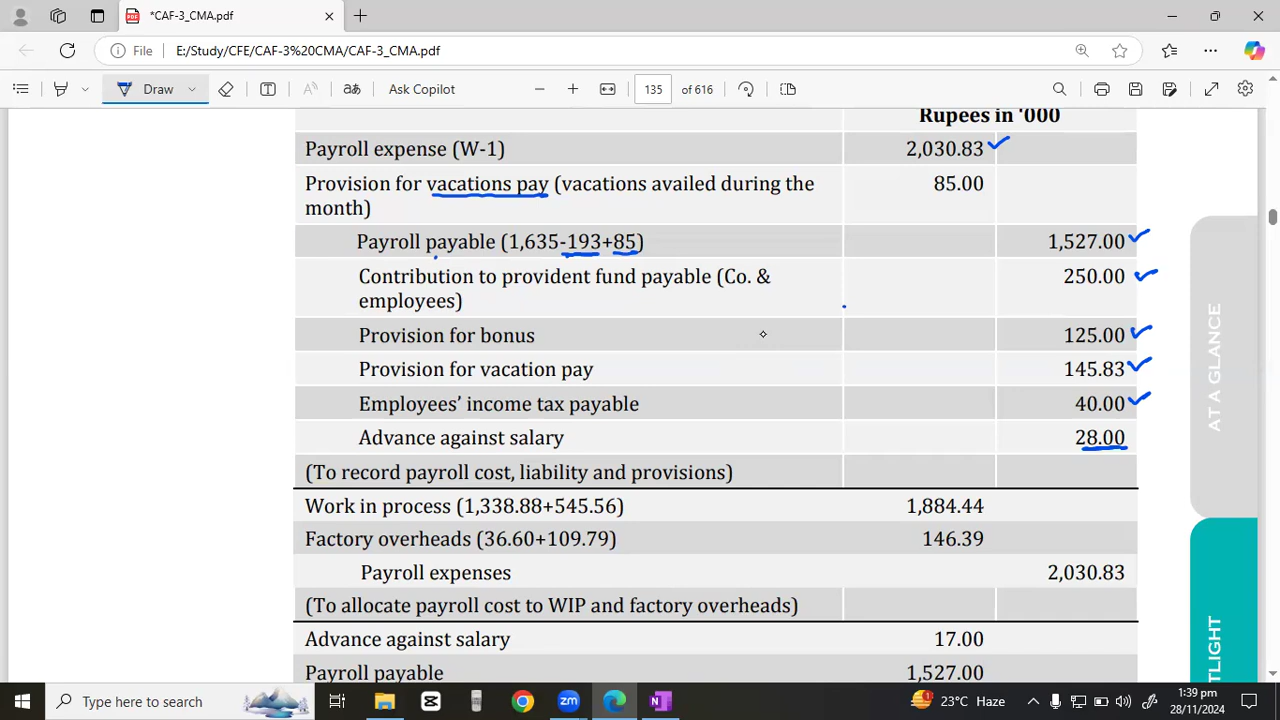 *CAF-3_CMA.pdf
File
E:/Study/CFE/CAF-3%20CMA/CAF-3_CMA.pdf
Draw
Ask Copilot
135
of 616
Rupees in '000
Payroll expense (W-1) 2,030.83
Provision for vacations pay (vacations availed during the 85.00
month)
Payroll payable (1,635-193+85) 1,527.00
Contribution to provident fund payable (Co. & 250.00
employees)
Provision for bonus 125.00
Provision for vacation pay 145.83
Employees' income tax payable 40.00
Advance against salary 28.00
(To record payroll cost, liability and provisions)
Work in process (1,338.88+545.56) 1,884.44
Factory overheads (36.60+109.79) 146.39
Payroll expenses 2,030.83
(To allocate payroll cost to WIP and factory overheads)
Advance against salary 17.00
Payroll payable 1,527.00
AT A GLANCE
TLIGHT
Type here to search
zm
N
1
23°C Haze
1:39 pm
28/11/2024